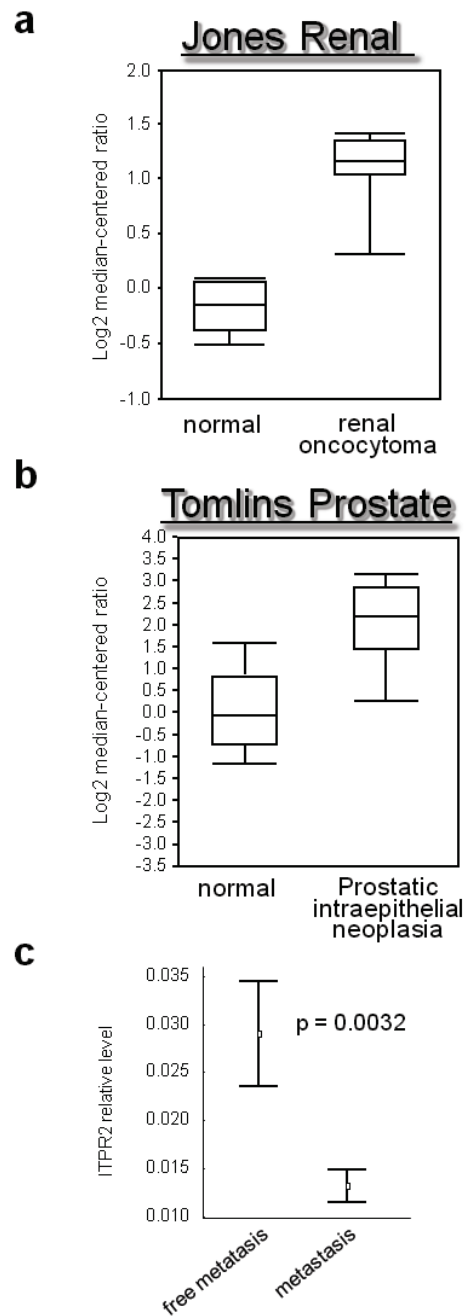 a
Jones Renal
Log2 median-centered ratio
2.0
1.5
1.0
0.5
0.0
-0.5
-1.0
normal
renal
oncocytoma
b
Tomlins Prostate
Log2 median-centered ratio
4.0
3.5
3.0
2.5
2.0
1.5
1.0
0.5
0.0
-0.5
-1.0
-1.5
-2.0
-2.5
-3.0
-3.5
normal
Prostatic
intraepithelial
neoplasia
c
ITPR2 relative level
0.035
0.030
0.025
0.020
0.015
0.010
p = 0.0032
free metatasis
metastasis